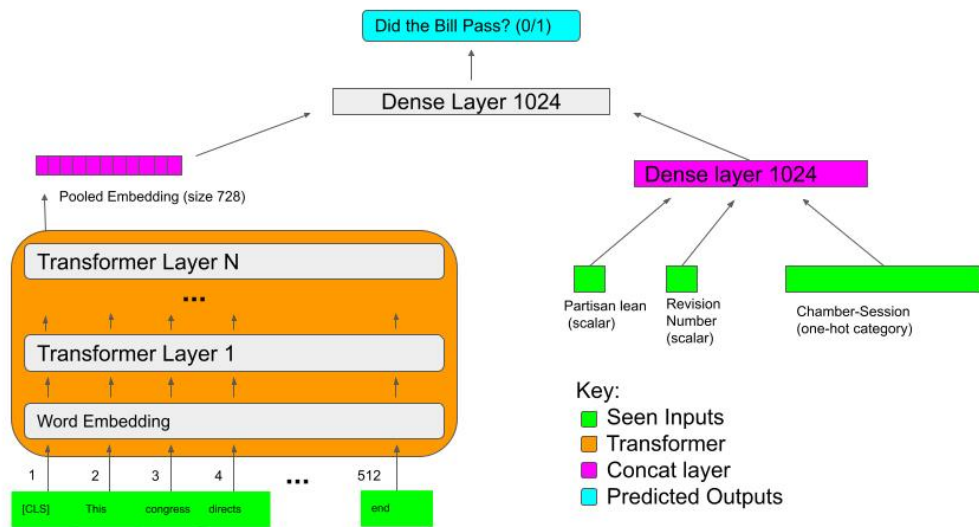 Did the Bill Pass? (0/1)
Dense Layer 1024
Dense layer 1024
Pooled Embedding (size 728)
Transformer Layer N
...
Transformer Layer 1
Word Embedding
1 2 3 4 ... 512
[CLS] This congress directs end
Partisan lean
(scalar)
Revision
Number
(scalar)
Chamber-Session
(one-hot category)
Key:
Seen Inputs
Transformer
Concat layer
Predicted Outputs